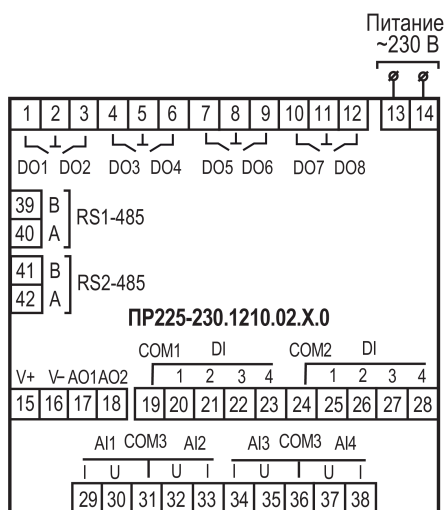 Питание
~230 В
1 2 3 4 5 6 7 8 9 10 11 12 13 14
DO1 DO2 DO3 DO4 DO5 DO6 DO7 DO8
39 B
RS1-485
40 A
41 B
RS2-485
42 A
ПР225-230.1210.02.X.0
COM1 DI COM2 DI
V+ V– AO1 AO2 1 2 3 4 1 2 3 4
15 16 17 18 19 20 21 22 23 24 25 26 27 28
AI1 COM3 AI2 AI3 COM3 AI4
I U U I I U U I
29 30 31 32 33 34 35 36 37 38